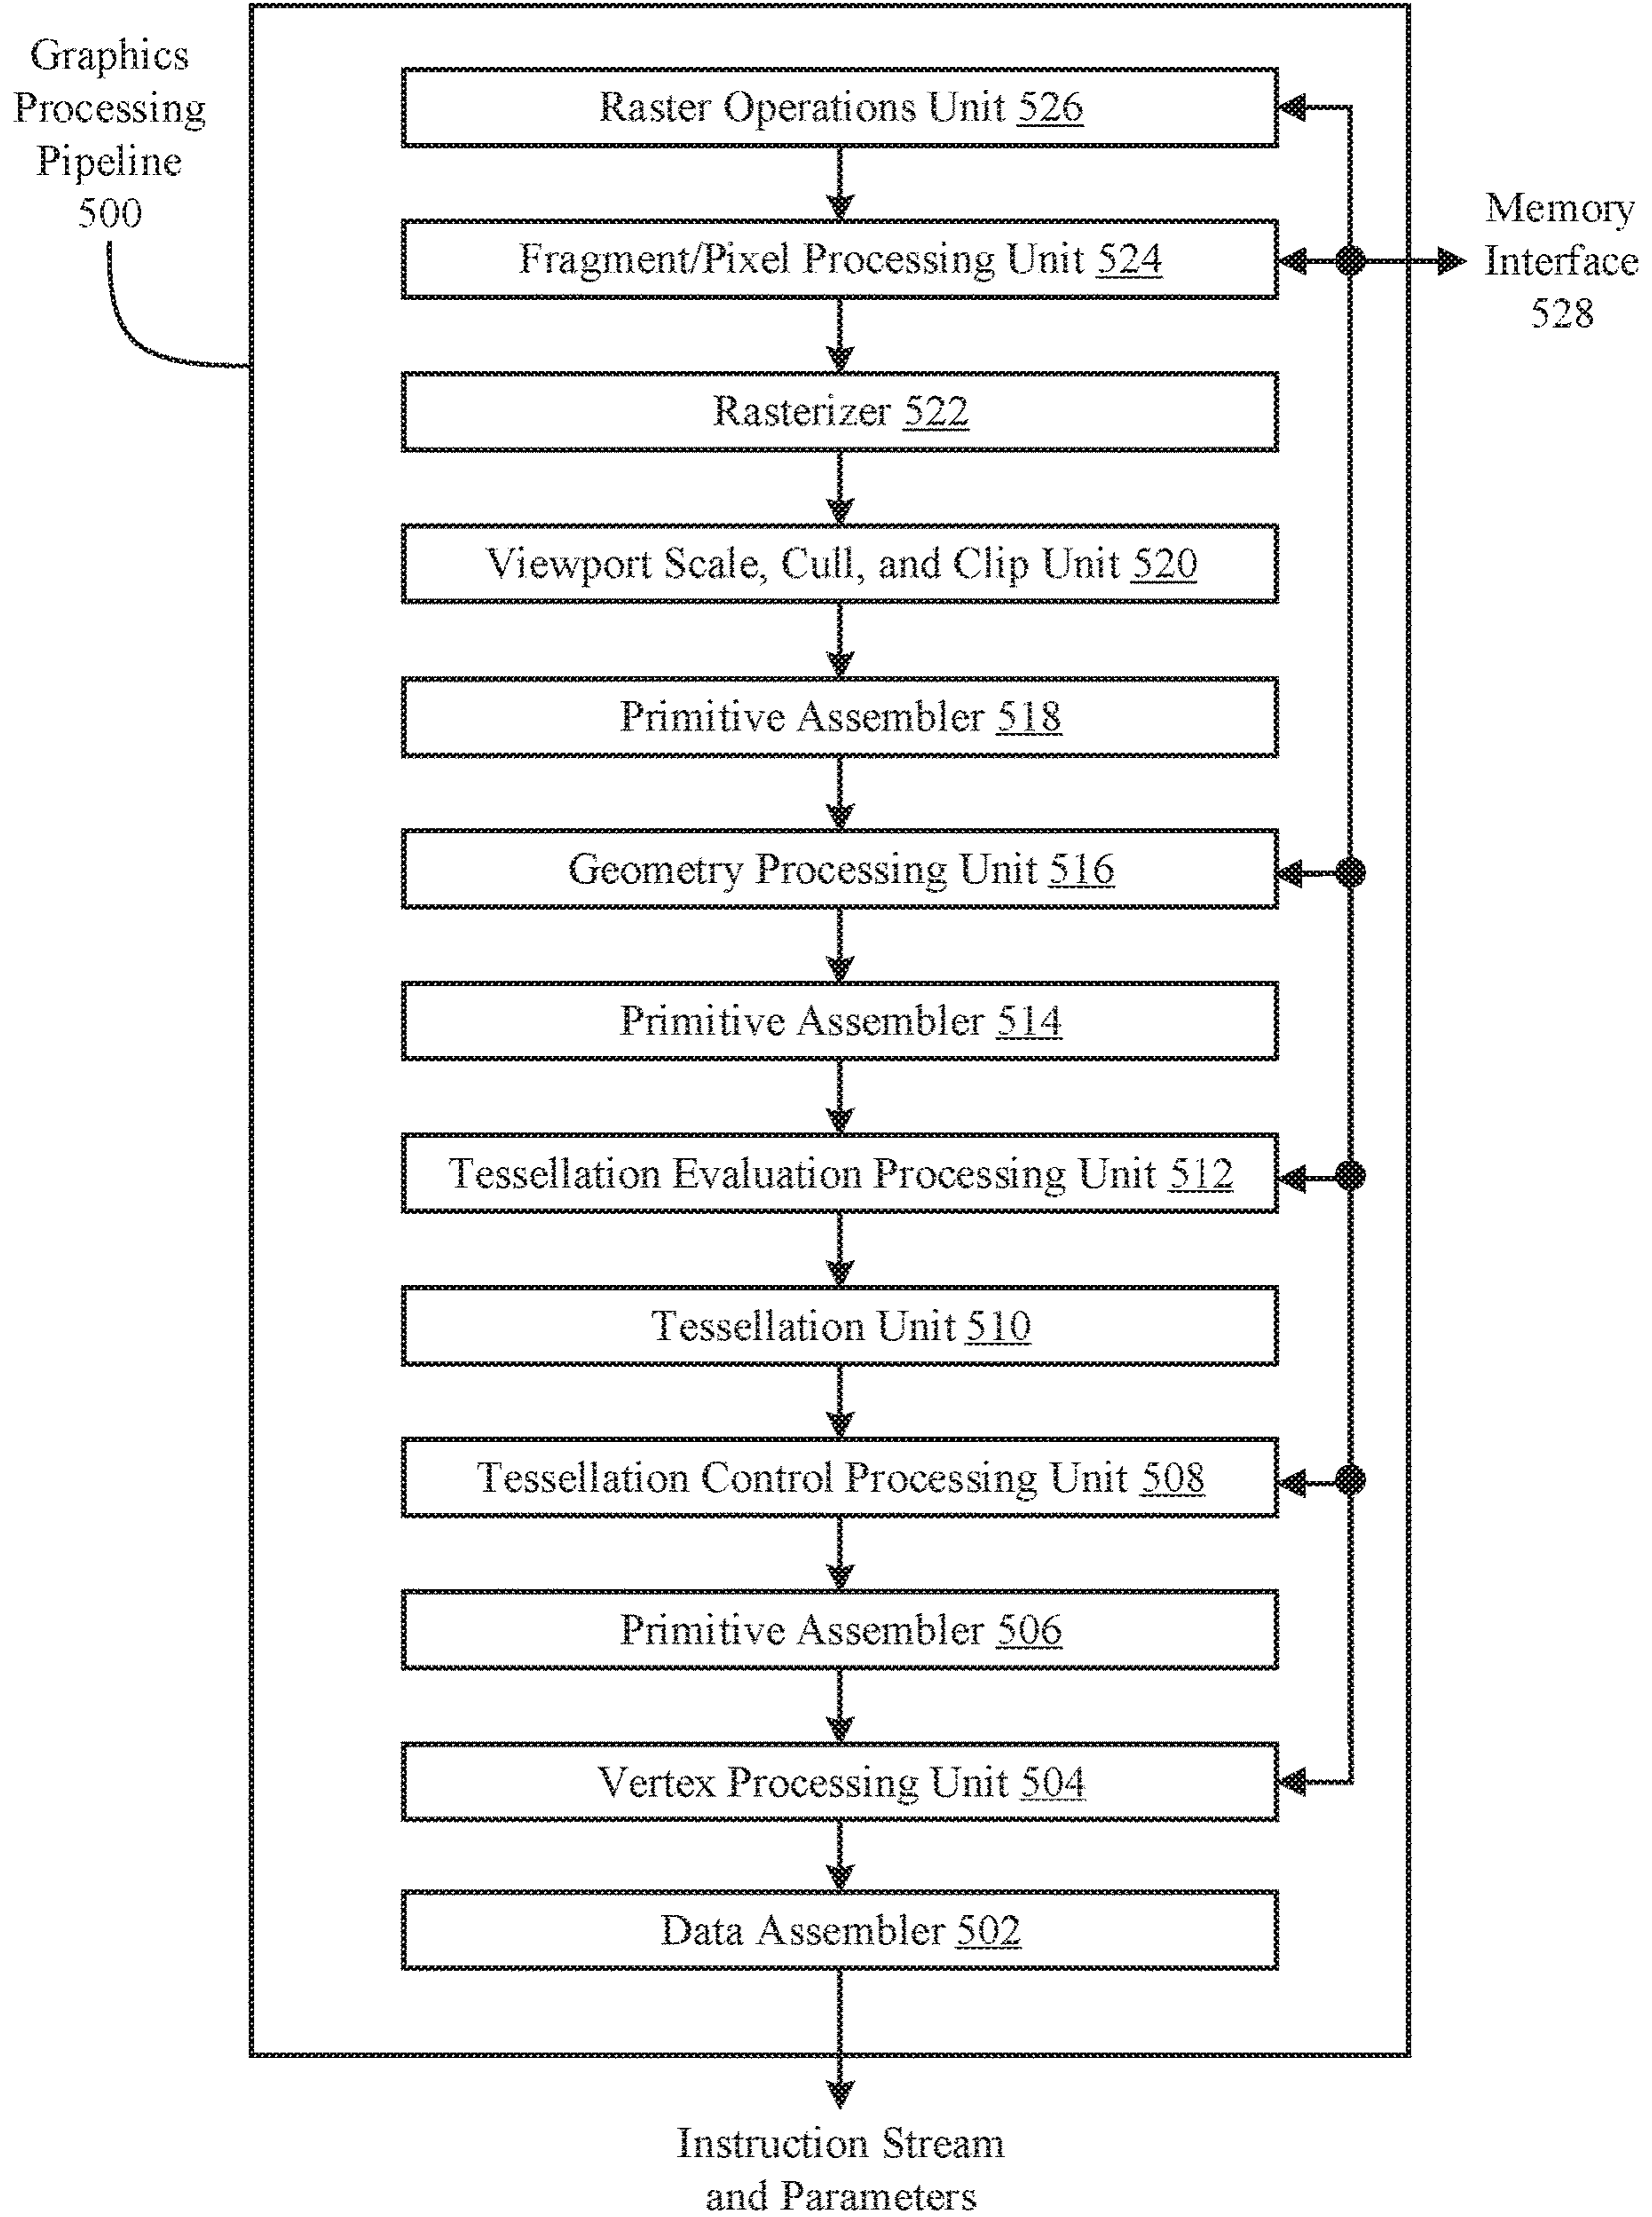 Graphics
Processing
Pipeline
500
Raster Operations Unit 526
Fragment/Pixel Processing Unit 524
Memory
Interface
528
Rasterizer 522
Viewport Scale, Cull, and Clip Unit 520
Primitive Assembler 518
Geometry Processing Unit 516
Primitive Assembler 514
Tessellation Evaluation Processing Unit 512
Tessellation Unit 510
Tessellation Control Processing Unit 508
Primitive Assembler 506
Vertex Processing Unit 504
Data Assembler 502
Instruction Stream
and Parameters